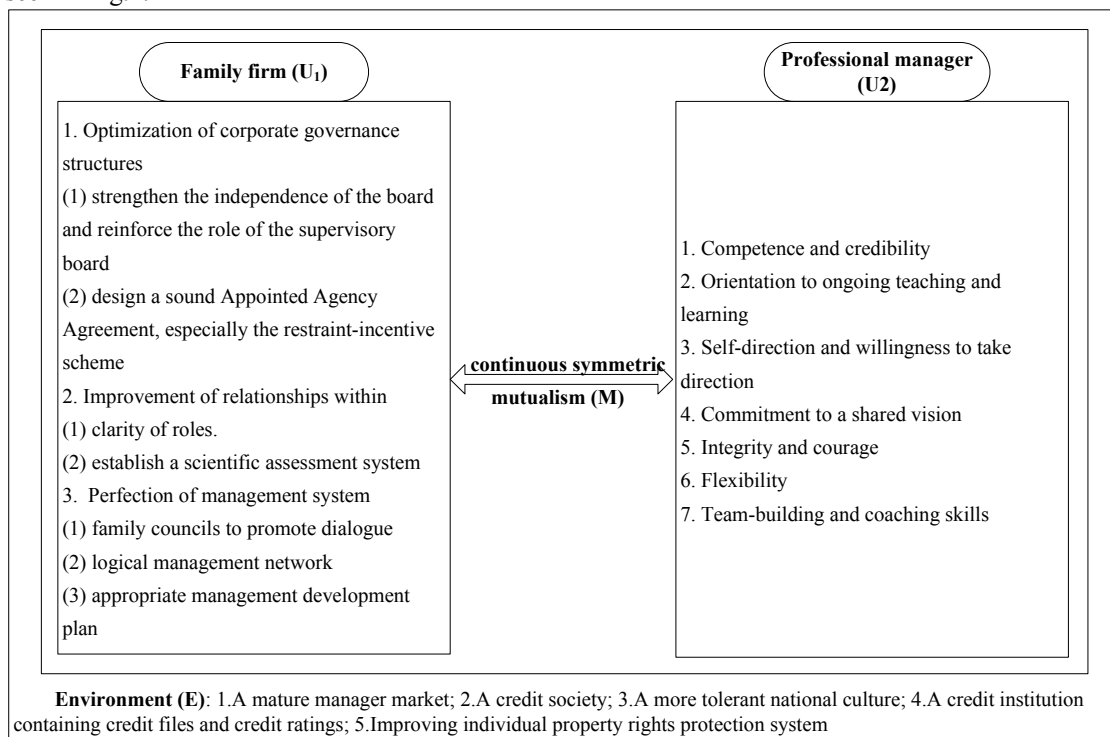 Family firm (U1)
1. Optimization of corporate governance
structures
(1) strengthen the independence of the board
and reinforce the role of the supervisory
board
(2) design a sound Appointed Agency
Agreement, especially the restraint-incentive
scheme
2. Improvement of relationships within
(1) clarity of roles.
(2) establish a scientific assessment system
3. Perfection of management system
(1) family councils to promote dialogue
(2) logical management network
(3) appropriate management development
plan
continuous symmetric
mutualism (M)
Professional manager
(U2)
1. Competence and credibility
2. Orientation to ongoing teaching and
learning
3. Self-direction and willingness to take
direction
4. Commitment to a shared vision
5. Integrity and courage
6. Flexibility
7. Team-building and coaching skills
Environment (E): 1.A mature manager market; 2.A credit society; 3.A more tolerant national culture; 4.A credit institution
containing credit files and credit ratings; 5.Improving individual property rights protection system